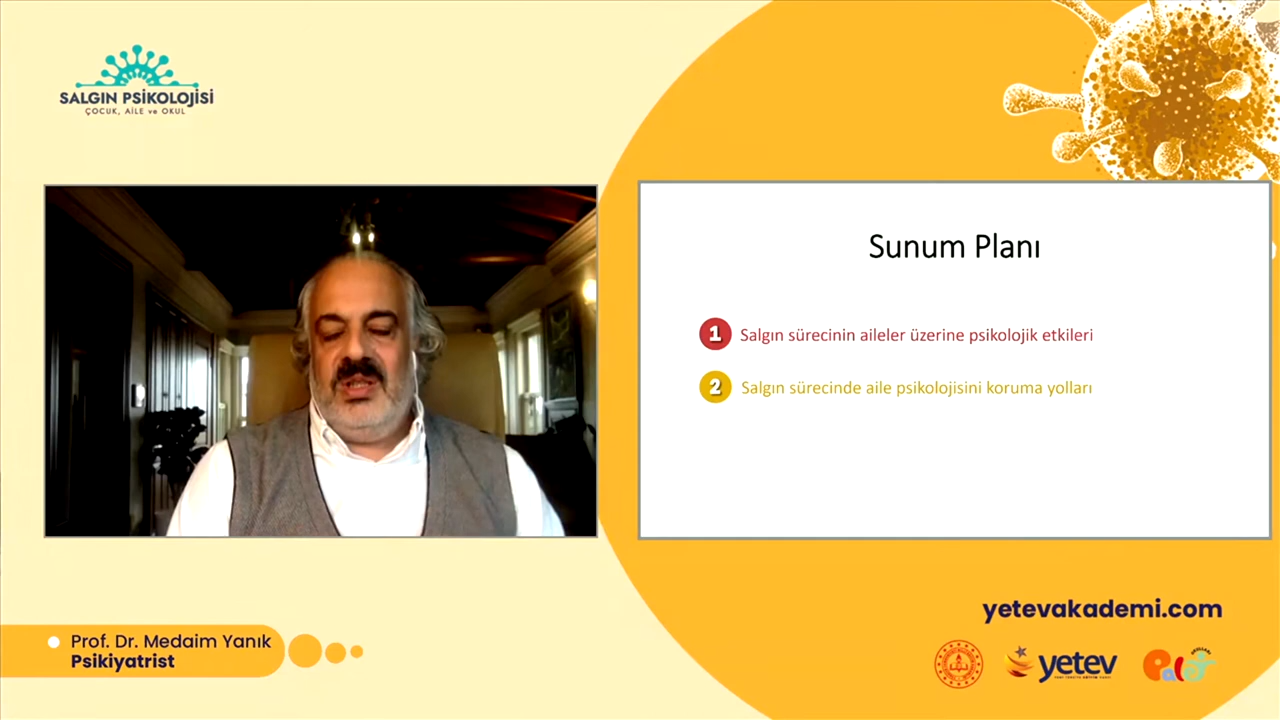 SALGIN PSİKOLOJİSİ
ÇOCUK, AİLE ve OKUL
Sunum Planı
1 Salgın sürecinin aileler üzerine psikolojik etkileri
2 Salgın sürecinde aile psikolojisini koruma yolları
Prof. Dr. Medaim Yanık
Psikiyatrist
yetevakademi.com
yetev
Palet